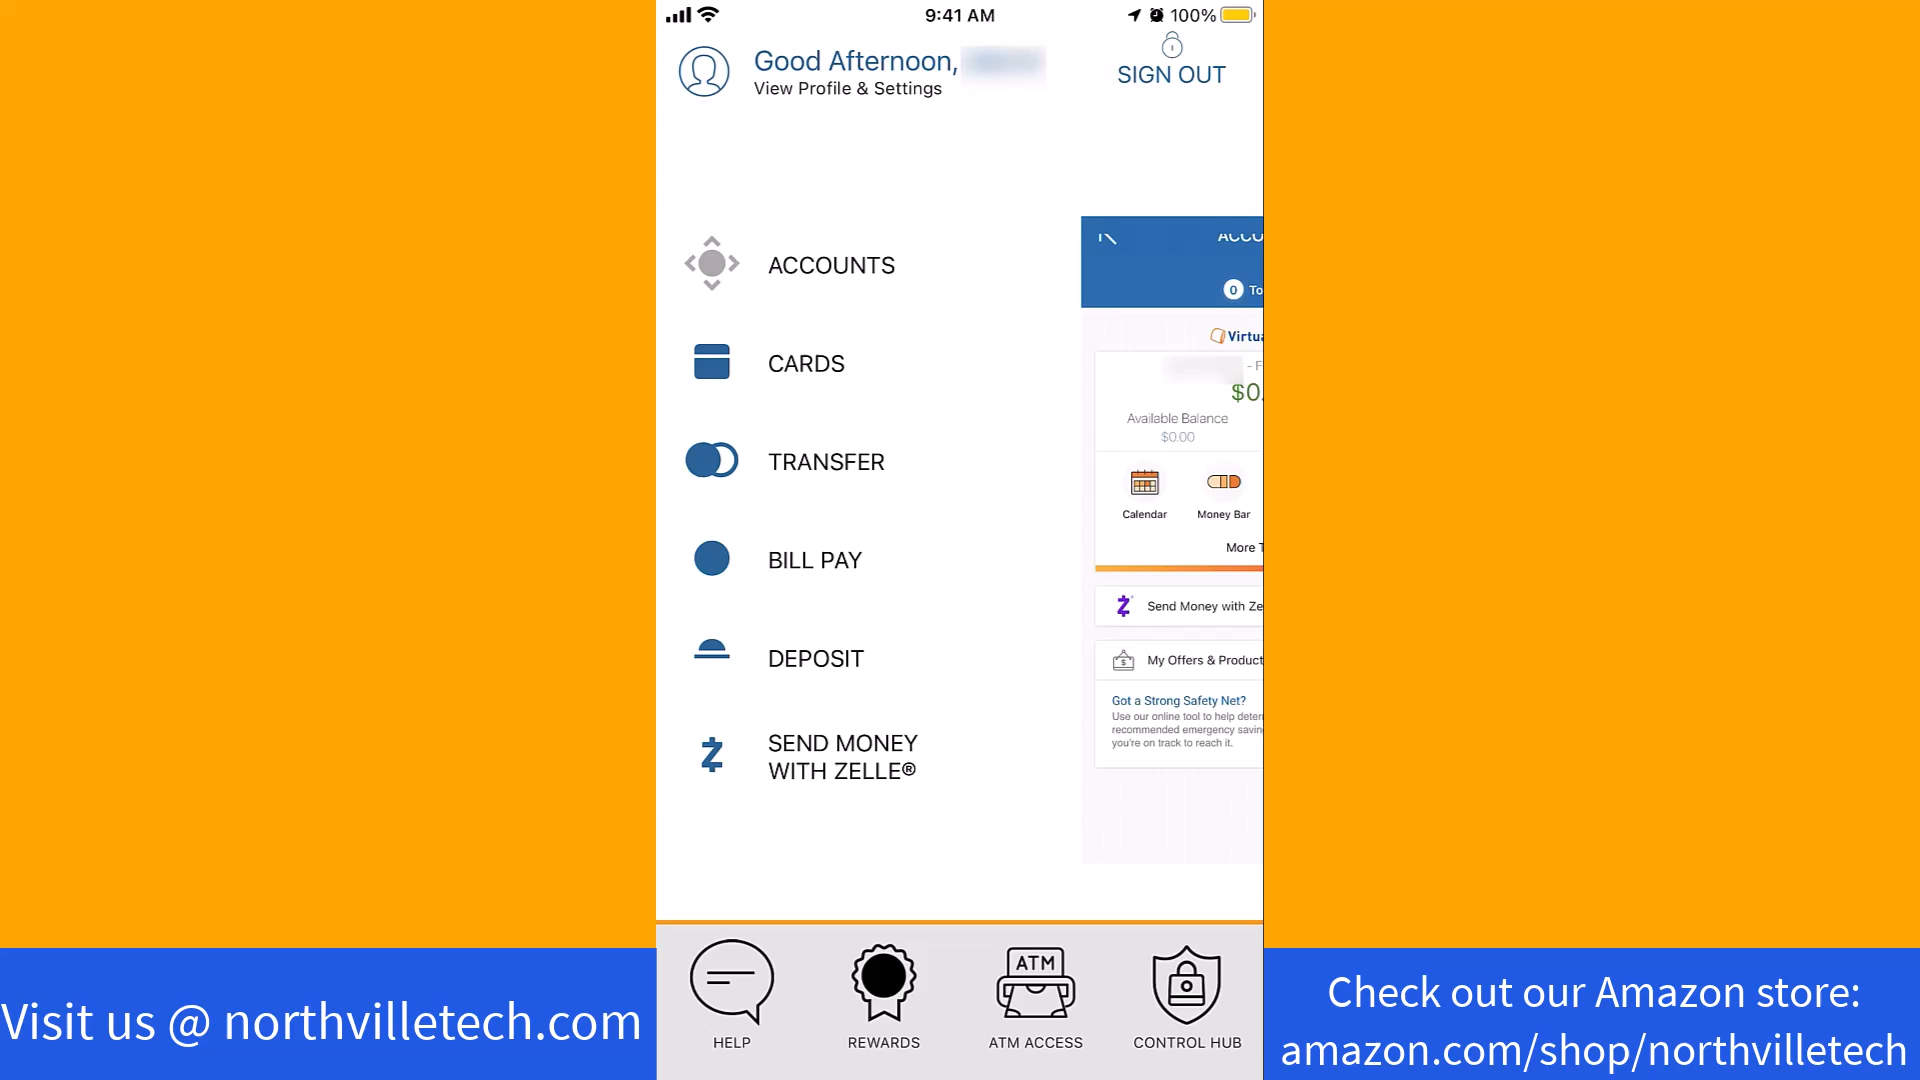 9:41 AM
100%
Good Afternoon,
View Profile & Settings
SIGN OUT
ACCOUNTS
CARDS
TRANSFER
BILL PAY
DEPOSIT
SEND MONEY
WITH ZELLE®
0 To
Virtua
- F
$0.
Available Balance
$0.00
Calendar
Money Bar
More T
Send Money with Ze
My Offers & Product
Got a Strong Safety Net?
Use our online tool to help deter
recommended emergency savin
you're on track to reach it.
ATM
HELP
REWARDS
ATM ACCESS
CONTROL HUB
Visit us @ northvilletech.com
Check out our Amazon store:
amazon.com/shop/northvilletech